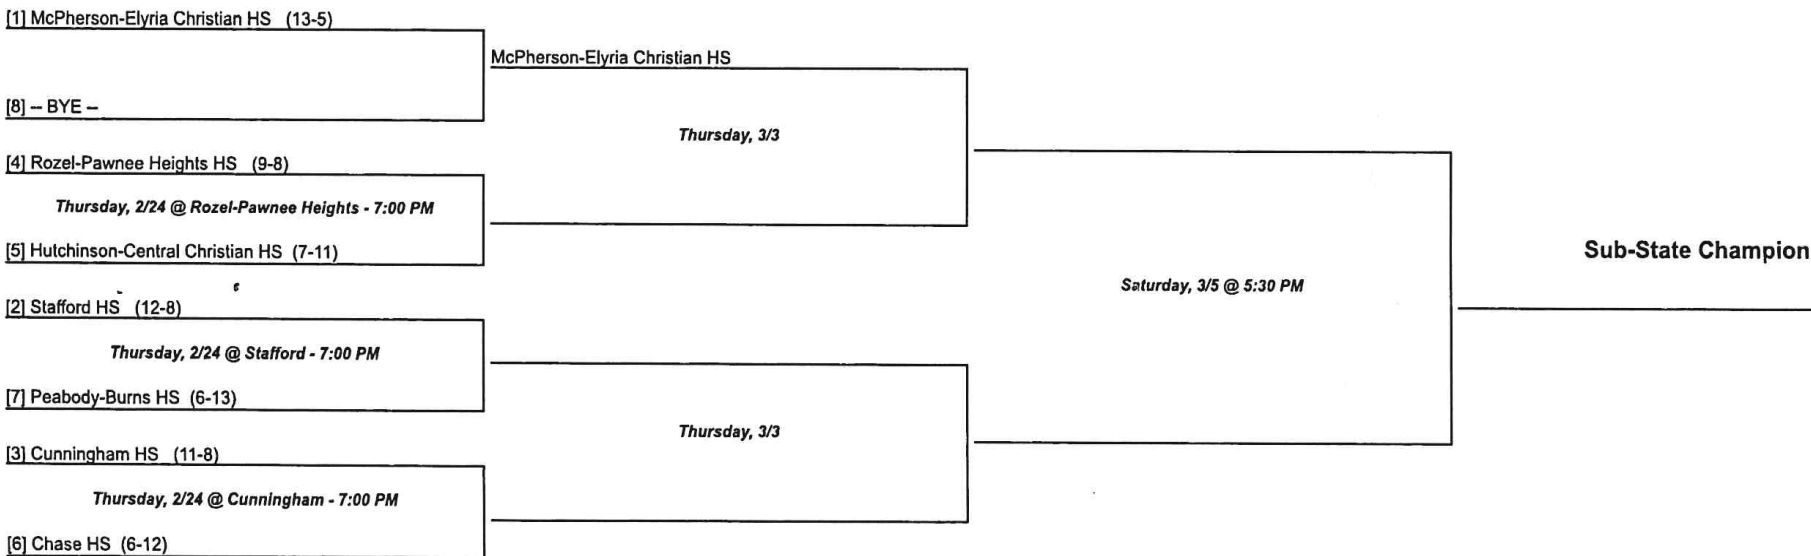 [1] McPherson-Elyria Christian HS (13-5)
McPherson-Elyria Christian HS
[8] -- BYE --
Thursday, 3/3
[4] Rozel-Pawnee Heights HS (9-8)
Thursday, 2/24 @ Rozel-Pawnee Heights - 7:00 PM
[5] Hutchinson-Central Christian HS (7-11)
Sub-State Champion
Saturday, 3/5 @ 5:30 PM
[2] Stafford HS (12-8)
Thursday, 2/24 @ Stafford - 7:00 PM
[7] Peabody-Burns HS (6-13)
Thursday, 3/3
[3] Cunningham HS (11-8)
Thursday, 2/24 @ Cunningham - 7:00 PM
[6] Chase HS (6-12)